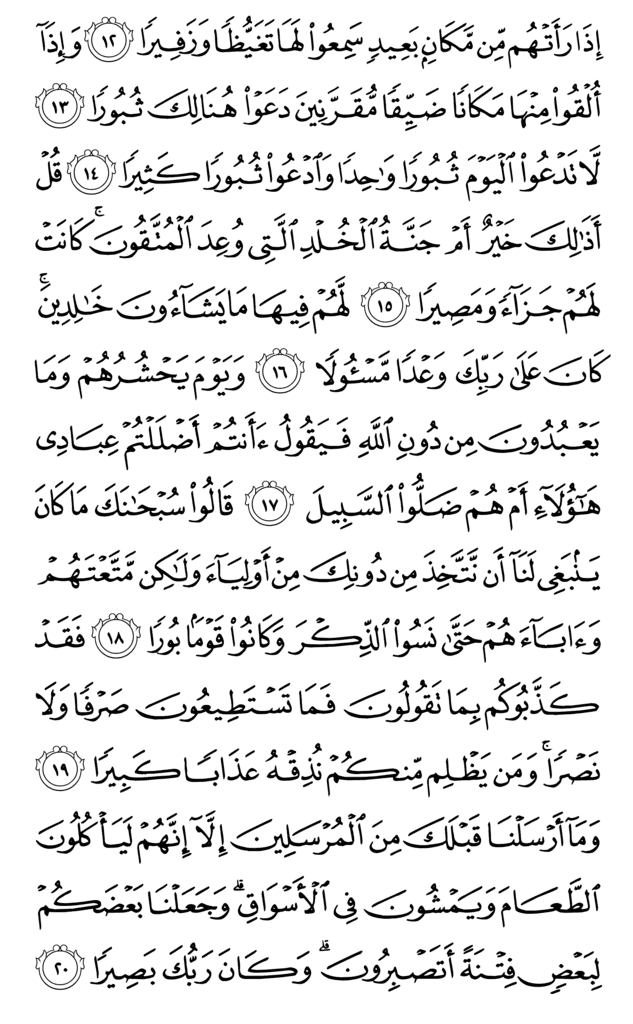 إِذَا رَأَتْهُم مِّن مَّكَانٍۭ بَعِيدٍ سَمِعُوا۟ لَهَا تَغَيُّظًا وَزَفِيرًا ١٢ وَإِذَآ
أُلْقُوا۟ مِنْهَا مَكَانًا ضَيِّقًا مُّقَرَّنِينَ دَعَوْا۟ هُنَالِكَ ثُبُورًا ١٣
لَّا تَدْعُوا۟ ٱلْيَوْمَ ثُبُورًا وَٰحِدًا وَٱدْعُوا۟ ثُبُورًا كَثِيرًا ١٤ قُلْ
أَذَٰلِكَ خَيْرٌ أَمْ جَنَّةُ ٱلْخُلْدِ ٱلَّتِى وُعِدَ ٱلْمُتَّقُونَ ۚ كَانَتْ
لَهُمْ جَزَآءً وَمَصِيرًا ١٥ لَّهُمْ فِيهَا مَا يَشَآءُونَ خَٰلِدِينَ ۚ
كَانَ عَلَىٰ رَبِّكَ وَعْدًا مَّسْـُٔولًا ١٦ وَيَوْمَ يَحْشُرُهُمْ وَمَا
يَعْبُدُونَ مِن دُونِ ٱللَّهِ فَيَقُولُ ءَأَنتُمْ أَضْلَلْتُمْ عِبَادِى
هَٰٓؤُلَآءِ أَمْ هُمْ ضَلُّوا۟ ٱلسَّبِيلَ ١٧ قَالُوا۟ سُبْحَٰنَكَ مَا كَانَ
يَنۢبَغِى لَنَآ أَن نَّتَّخِذَ مِن دُونِكَ مِنْ أَوْلِيَآءَ وَلَٰكِن مَّتَّعْتَهُمْ
وَءَابَآءَهُمْ حَتَّىٰ نَسُوا۟ ٱلذِّكْرَ وَكَانُوا۟ قَوْمًۢا بُورًا ١٨ فَقَدْ
كَذَّبُوكُم بِمَا تَقُولُونَ فَمَا تَسْتَطِيعُونَ صَرْفًا وَلَا
نَصْرًا ۚ وَمَن يَظْلِم مِّنكُمْ نُذِقْهُ عَذَابًا كَبِيرًا ١٩
وَمَآ أَرْسَلْنَا قَبْلَكَ مِنَ ٱلْمُرْسَلِينَ إِلَّآ إِنَّهُمْ لَيَأْكُلُونَ
ٱلطَّعَامَ وَيَمْشُونَ فِى ٱلْأَسْوَاقِ ۗ وَجَعَلْنَا بَعْضَكُمْ
لِبَعْضٍ فِتْنَةً أَتَصْبِرُونَ ۗ وَكَانَ رَبُّكَ بَصِيرًا ٢٠